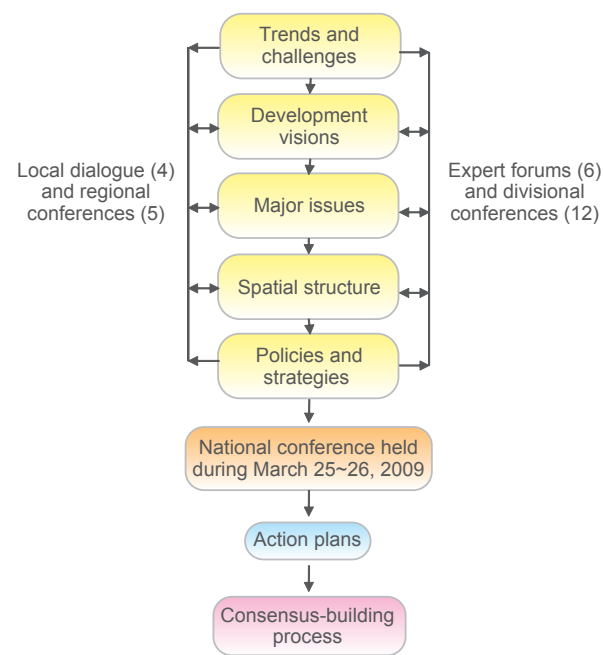 Trends and
challenges
Development
visions
Local dialogue (4)
and regional
conferences (5)
Major issues
Expert forums (6)
and divisional
conferences (12)
Spatial structure
Policies and
strategies
National conference held
during March 25~26, 2009
Action plans
Consensus-building
process